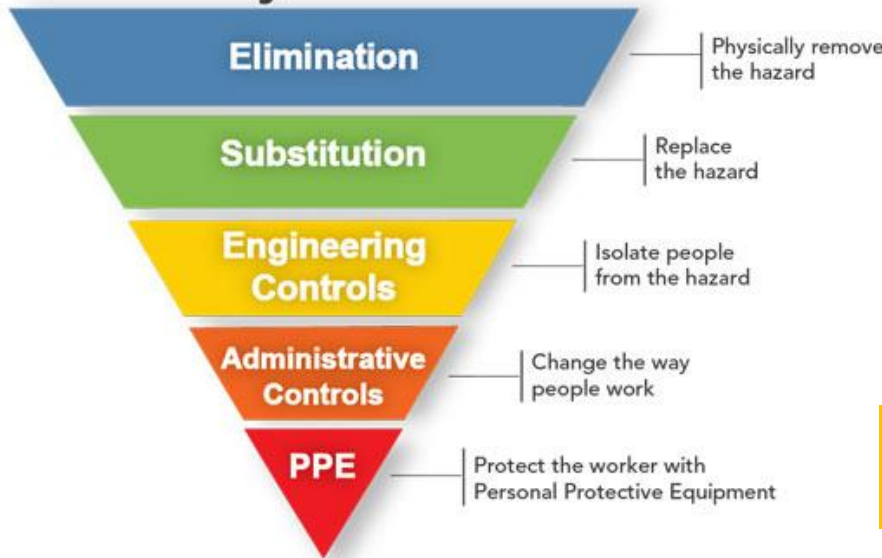 Elimination
Physically remove
the hazard
Substitution
Replace
the hazard
Engineering
Controls
Isolate people
from the hazard
Administrative
Controls
Change the way
people work
PPE
Protect the worker with
Personal Protective Equipment